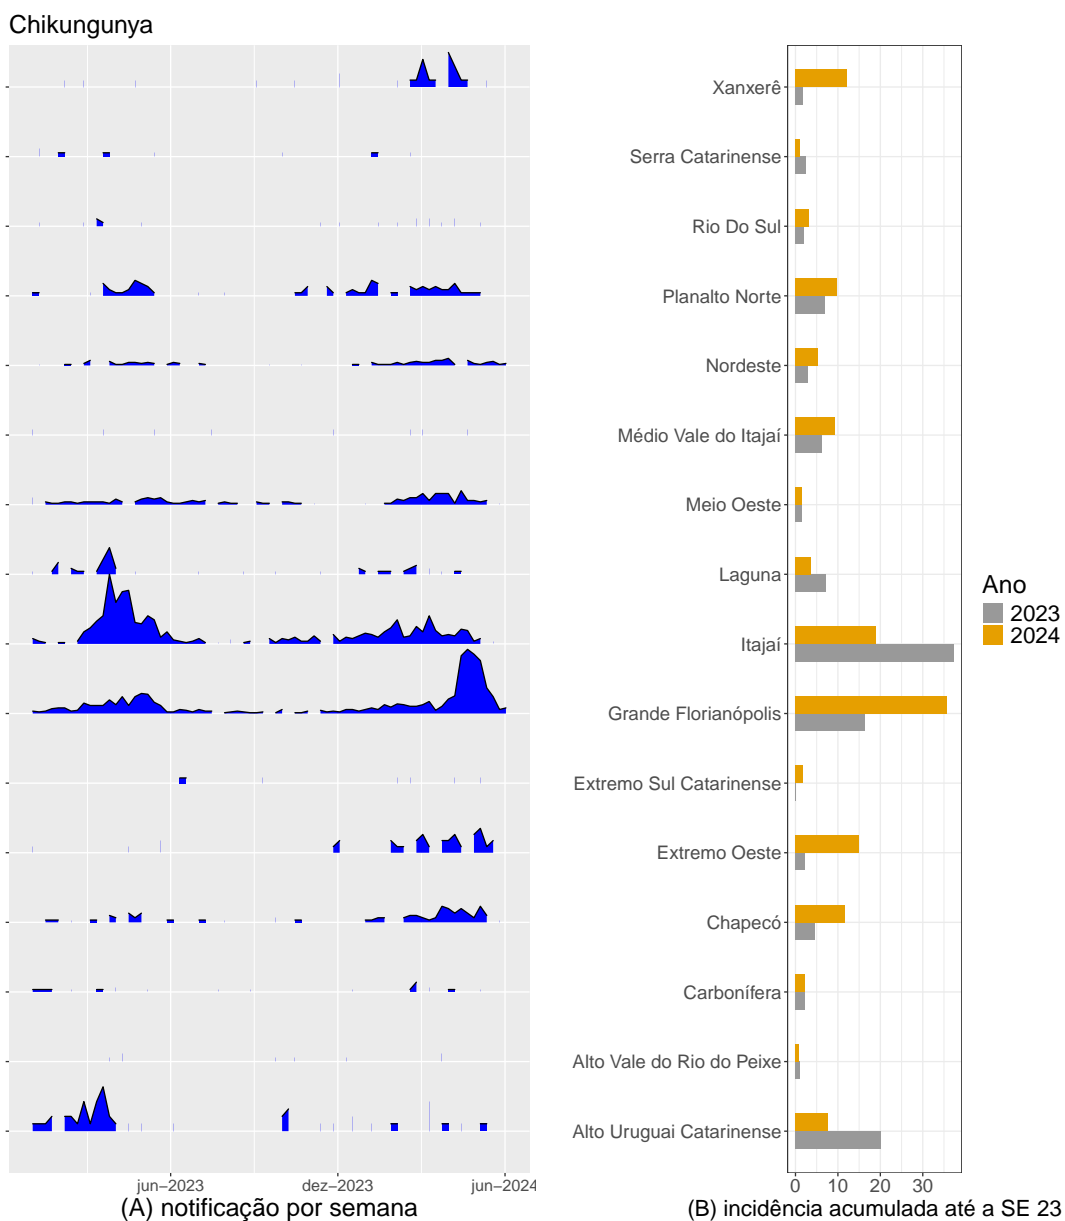 Chikungunya
Xanxerê
Serra Catarinense
Rio Do Sul
Planalto Norte
Nordeste
Médio Vale do Itajaí
Meio Oeste
Laguna
Itajaí
Grande Florianópolis
Extremo Sul Catarinense
Extremo Oeste
Chapecó
Carbonífera
Alto Vale do Rio do Peixe
Alto Uruguai Catarinense
Ano
2023
2024
jun–2023 dez–2023 jun–2024
0 10 20 30
(A) notificação por semana
(B) incidência acumulada até a SE 23